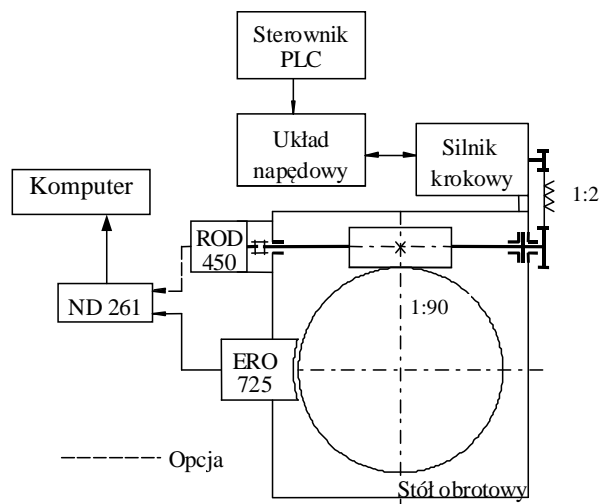 Sterownik
PLC
Układ
napędowy
Silnik
krokowy
Komputer
1:2
ROD
450
ND 261
1:90
ERO
725
Opcja
Stół obrotowy